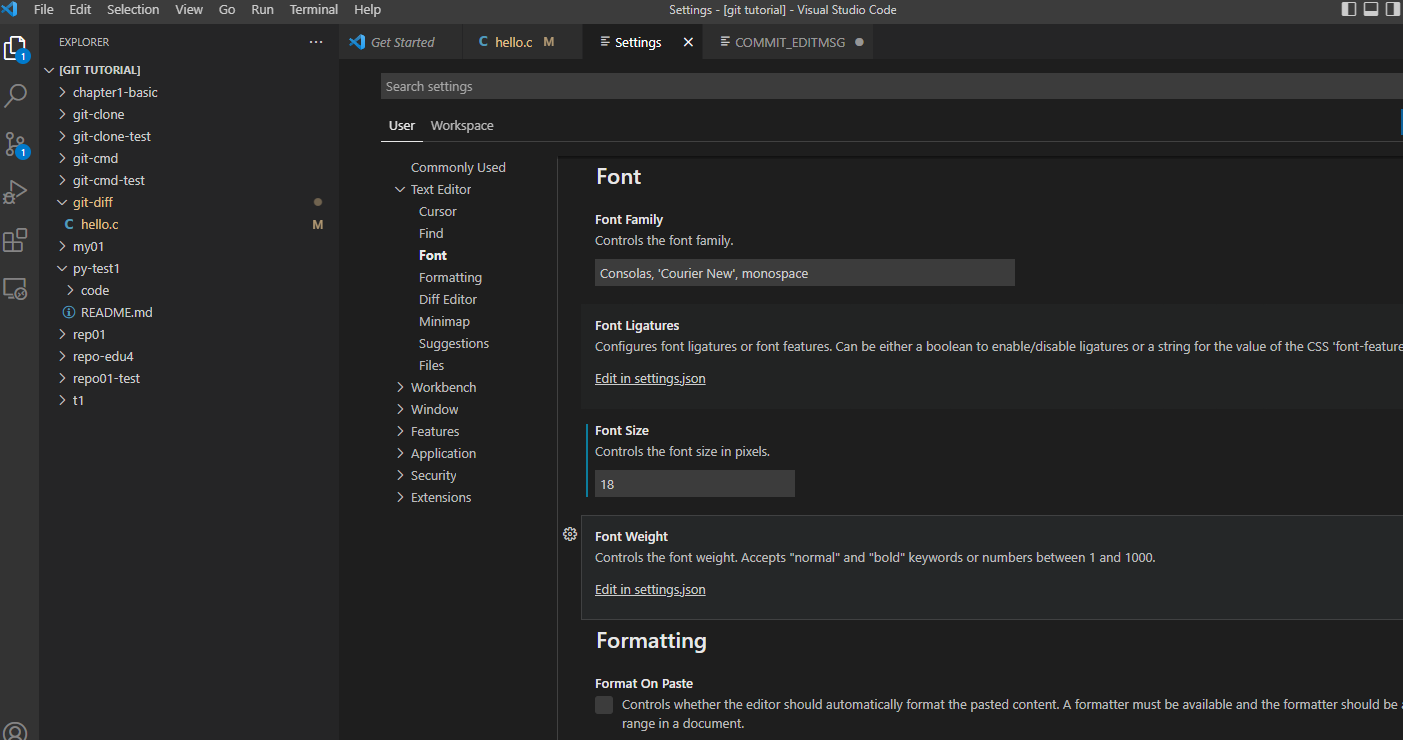 File Edit Selection View Go Run Terminal Help
Settings - [git tutorial] - Visual Studio Code
EXPLORER ···
Get Started
C hello.c M
Settings
COMMIT_EDITMSG
1
1
[GIT TUTORIAL]
chapter1-basic
git-clone
git-clone-test
git-cmd
git-cmd-test
git-diff
C hello.c M
my01
py-test1
code
README.md
rep01
repo-edu4
repo01-test
t1
Search settings
User Workspace
Commonly Used
Text Editor
Cursor
Find
Font
Formatting
Diff Editor
Minimap
Suggestions
Files
Workbench
Window
Features
Application
Security
Extensions
Font
Font Family
Controls the font family.
Consolas, 'Courier New', monospace
Font Ligatures
Configures font ligatures or font features. Can be either a boolean to enable/disable ligatures or a string for the value of the CSS 'font-feature
Edit in settings.json
Font Size
Controls the font size in pixels.
18
Font Weight
Controls the font weight. Accepts "normal" and "bold" keywords or numbers between 1 and 1000.
Edit in settings.json
Formatting
Format On Paste
Controls whether the editor should automatically format the pasted content. A formatter must be available and the formatter should be
range in a document.